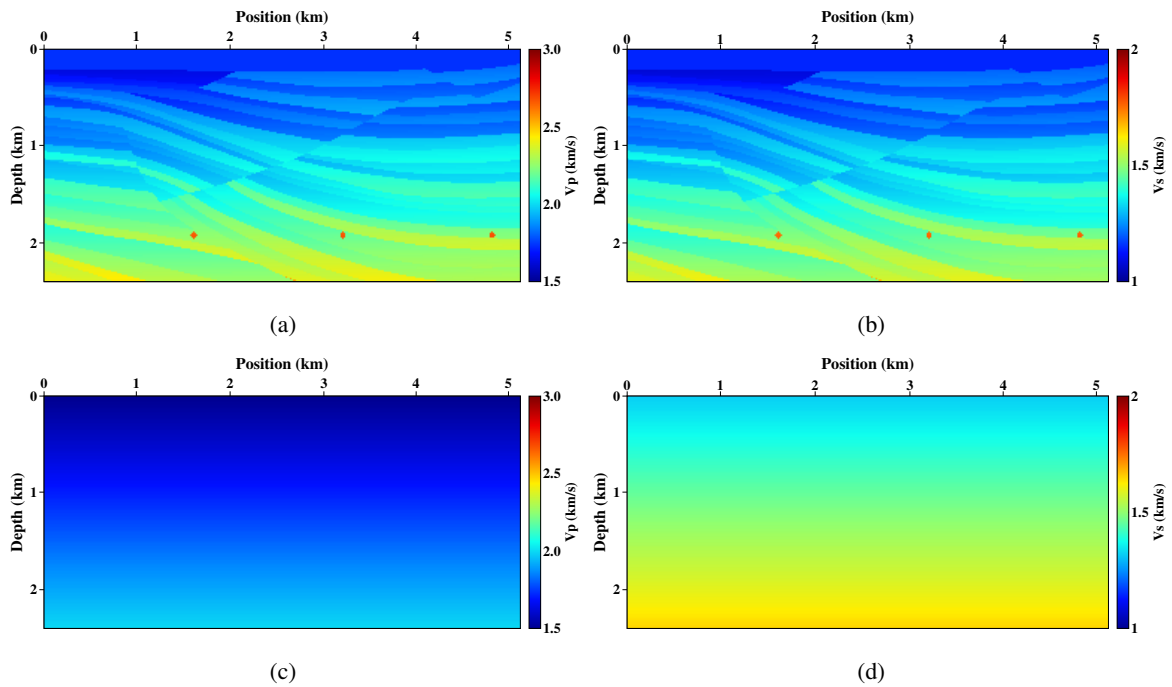 Position (km)
0 1 2 3 4 5
Depth (km)
0
1
2
3.0
2.5
2.0
1.5
Vp (km/s)
(a)
Position (km)
0 1 2 3 4 5
Depth (km)
0
1
2
2
1.5
1
Vs (km/s)
(b)
Position (km)
0 1 2 3 4 5
Depth (km)
0
1
2
3.0
2.5
2.0
1.5
Vp (km/s)
(c)
Position (km)
0 1 2 3 4 5
Depth (km)
0
1
2
2
1.5
1
Vs (km/s)
(d)